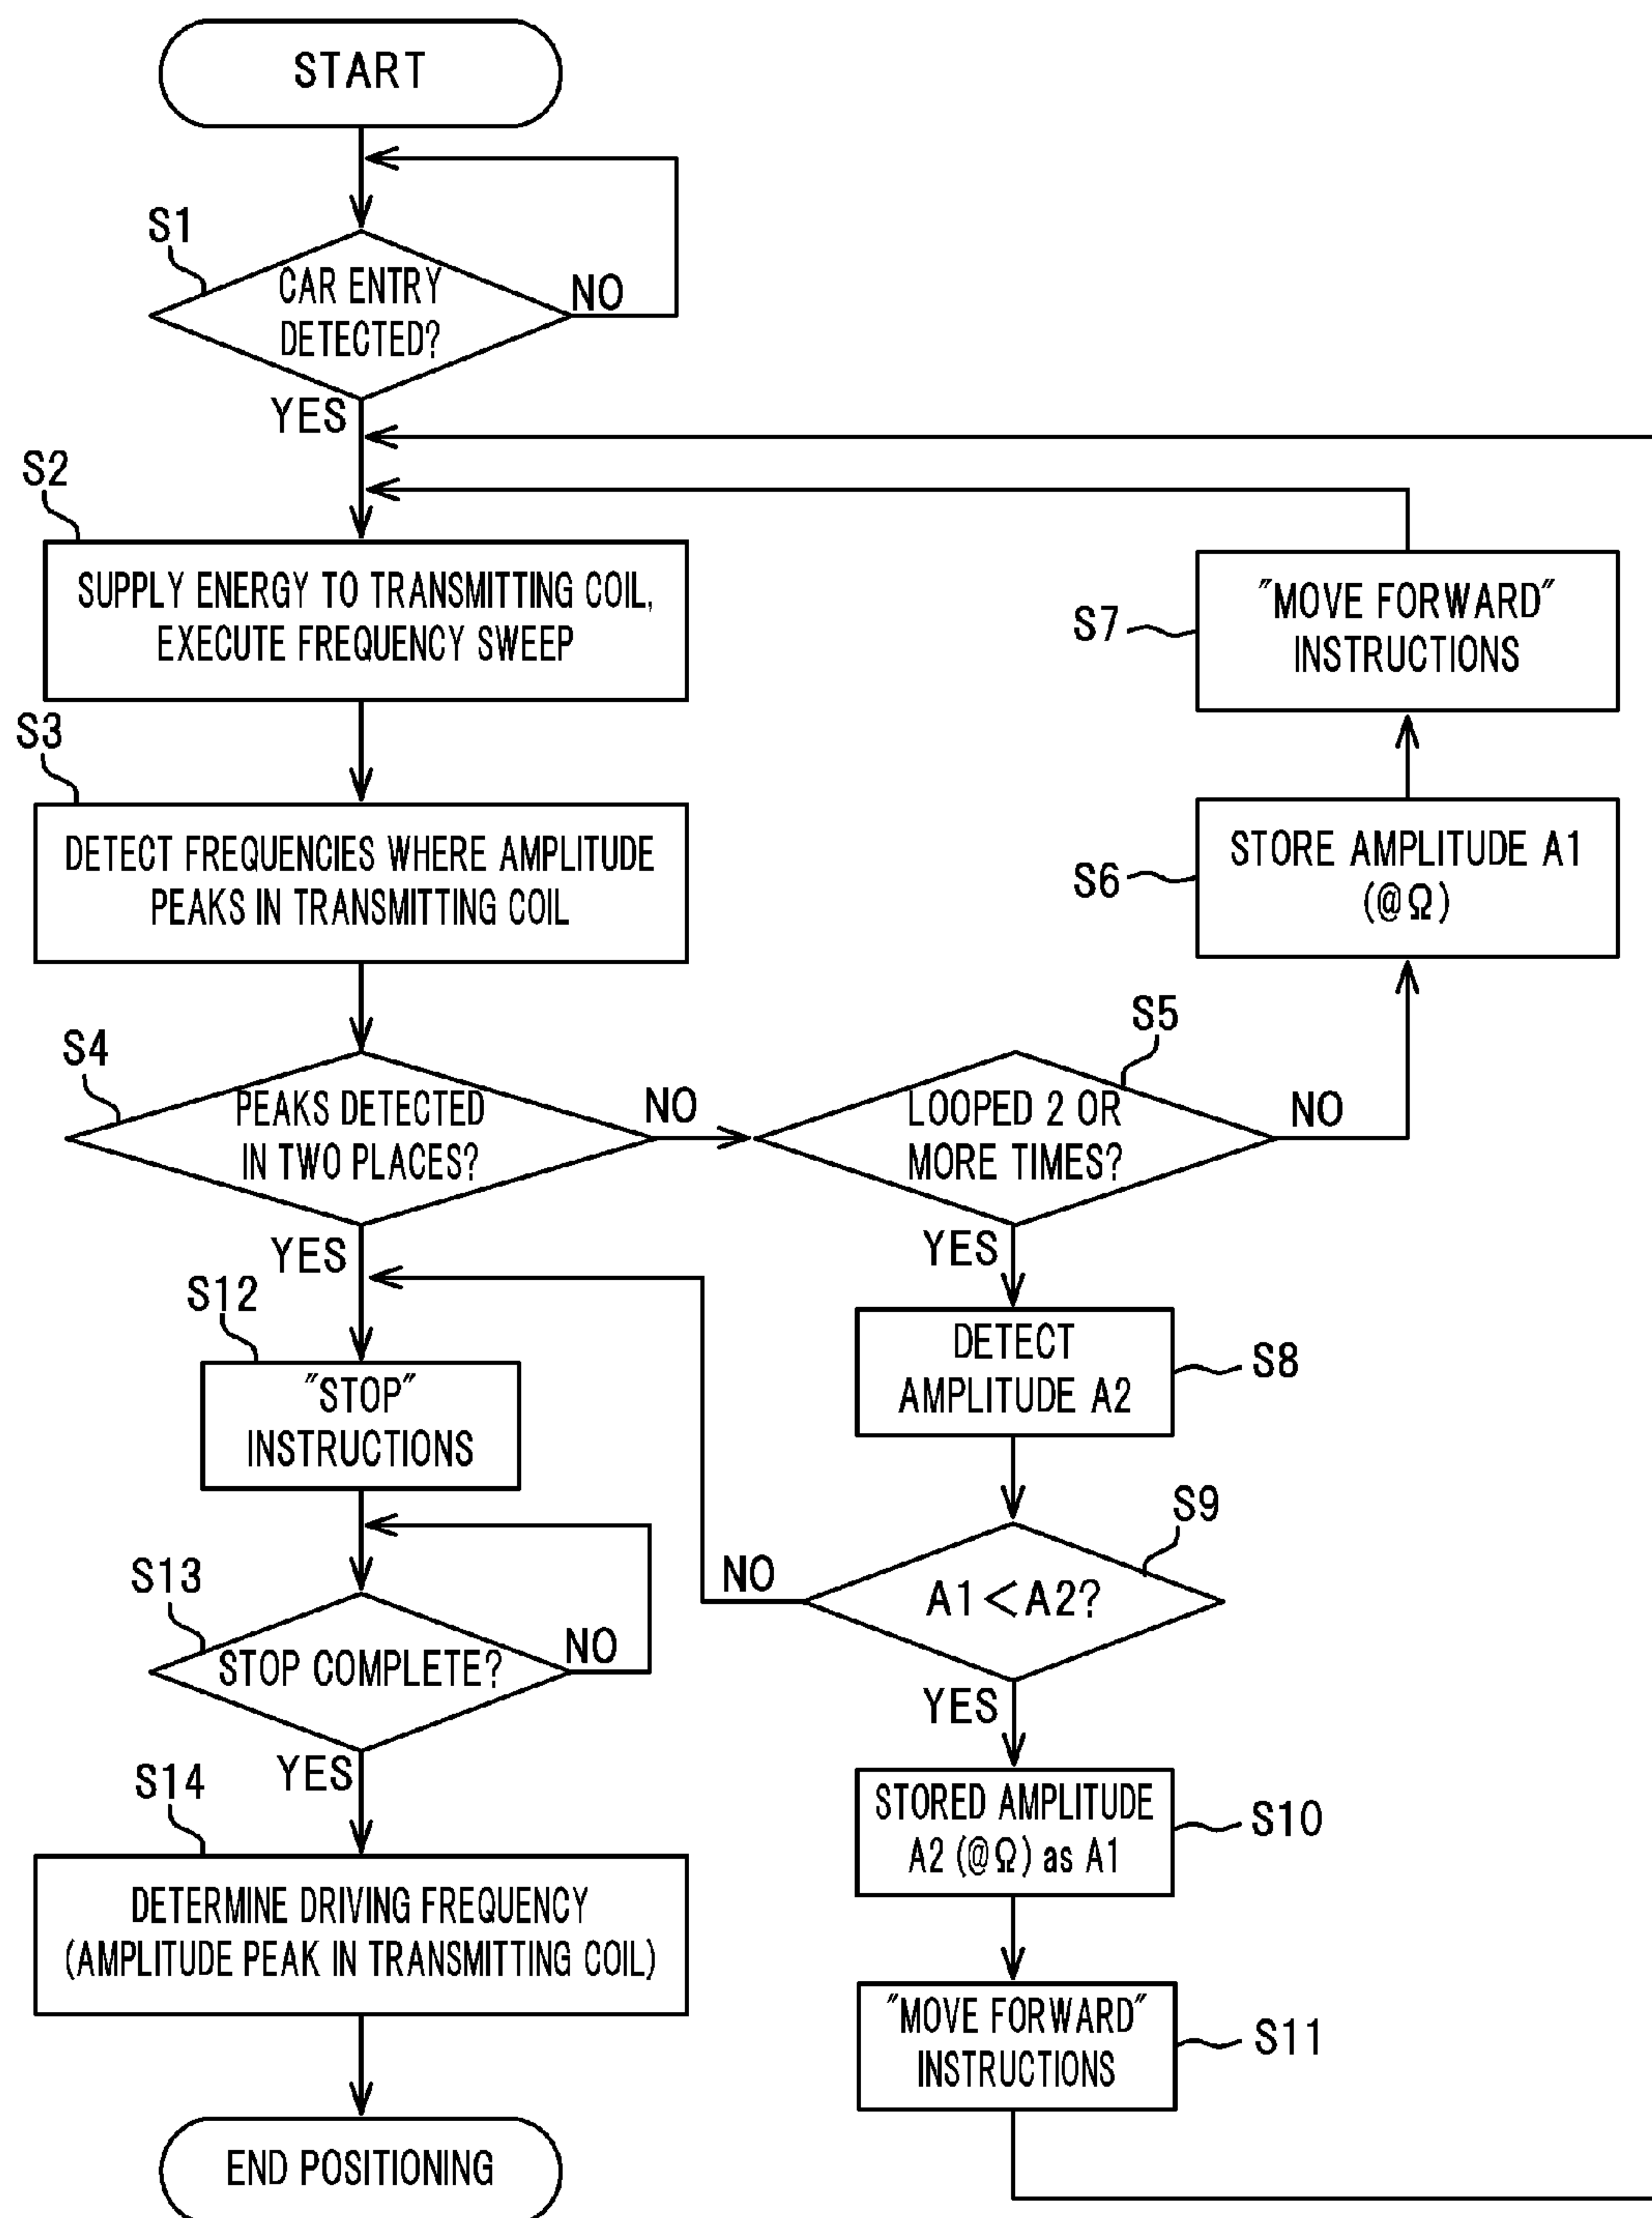 START
S1
CAR ENTRY
DETECTED?
NO
YES
S2
SUPPLY ENERGY TO TRANSMITTING COIL,
EXECUTE FREQUENCY SWEEP
S7
"MOVE FORWARD"
INSTRUCTIONS
S3
DETECT FREQUENCIES WHERE AMPLITUDE
PEAKS IN TRANSMITTING COIL
S6
STORE AMPLITUDE A1
(@Ω)
S4
PEAKS DETECTED
IN TWO PLACES?
NO
YES
S5
LOOPED 2 OR
MORE TIMES?
NO
YES
S12
"STOP"
INSTRUCTIONS
DETECT
AMPLITUDE A2
S8
S13
STOP COMPLETE?
NO
YES
S9
A1<A2?
NO
YES
S14
DETERMINE DRIVING FREQUENCY
(AMPLITUDE PEAK IN TRANSMITTING COIL)
STORED AMPLITUDE
A2 (@Ω) as A1
S10
"MOVE FORWARD"
INSTRUCTIONS
S11
END POSITIONING